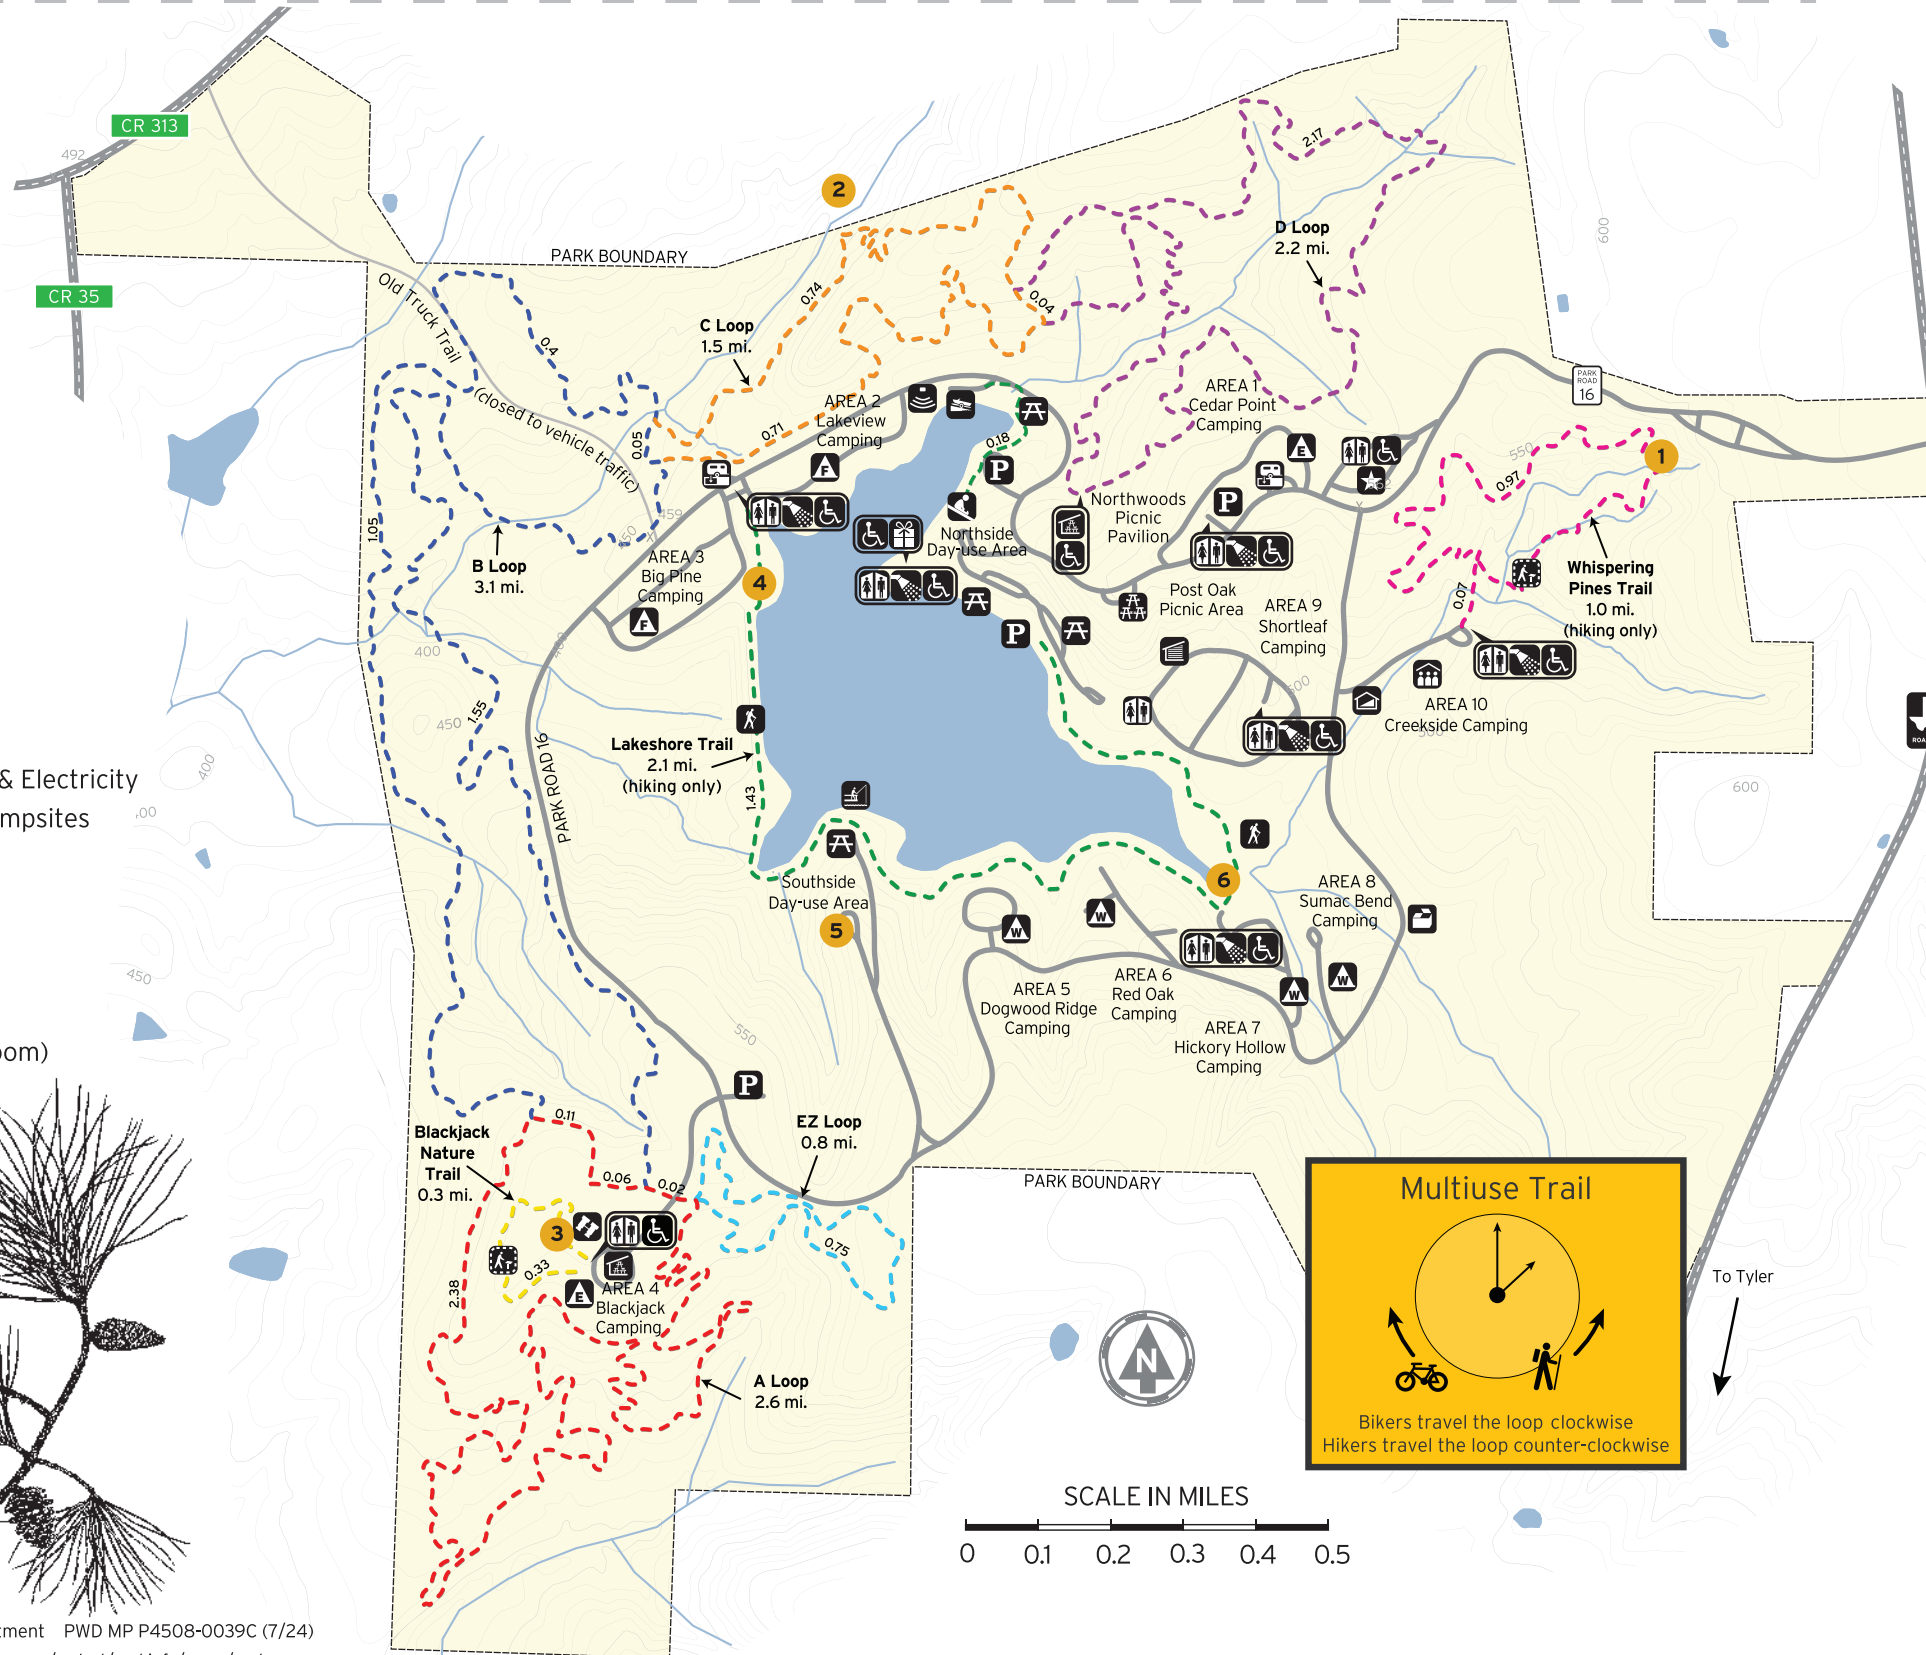 CR 313
492
CR 35
PARK BOUNDARY
Old Truck Trail
(closed to vehicle traffic)
2
0.4
0.74
C Loop
1.5 mi.
0.04
2.17
D Loop
2.2 mi.
600
PARK
ROAD
16
1.05
0.05
0.71
AREA 2
Lakeview
Camping
F
0.18
P
AREA 1
Cedar Point
Camping
E
550
0.97
1
B Loop
3.1 mi.
459
450
AREA 3
Big Pine
Camping
F
4
Northside
Day-use Area
Northwoods
Picnic
Pavilion
P
Post Oak
Picnic Area
AREA 9
Shortleaf
Camping
0.07
Whispering
Pines Trail
1.0 mi.
(hiking only)
400
400
450
1.55
P
600
AREA 10
Creekside Camping
500
PARK ROAD 16
Lakeshore Trail
2.1 mi.
(hiking only)
1.43
400
& Electricity
mpsites
600
Southside
Day-use Area
5
6
AREA 8
Sumac Bend
Camping
W
W
W
W
AREA 5
Dogwood Ridge
Camping
AREA 6
Red Oak
Camping
AREA 7
Hickory Hollow
Camping
450
550
oom)
P
EZ Loop
0.8 mi.
0.11
Blackjack
Nature
Trail
0.3 mi.
0.06
0.02
3
0.33
0.75
2.38
E
AREA 4
Blackjack
Camping
A Loop
2.6 mi.
PARK BOUNDARY
N
Multiuse Trail
Bikers travel the loop clockwise
Hikers travel the loop counter-clockwise
To Tyler
SCALE IN MILES
0 0.1 0.2 0.3 0.4 0.5
tment PWD MP P4508-0039C (7/24)